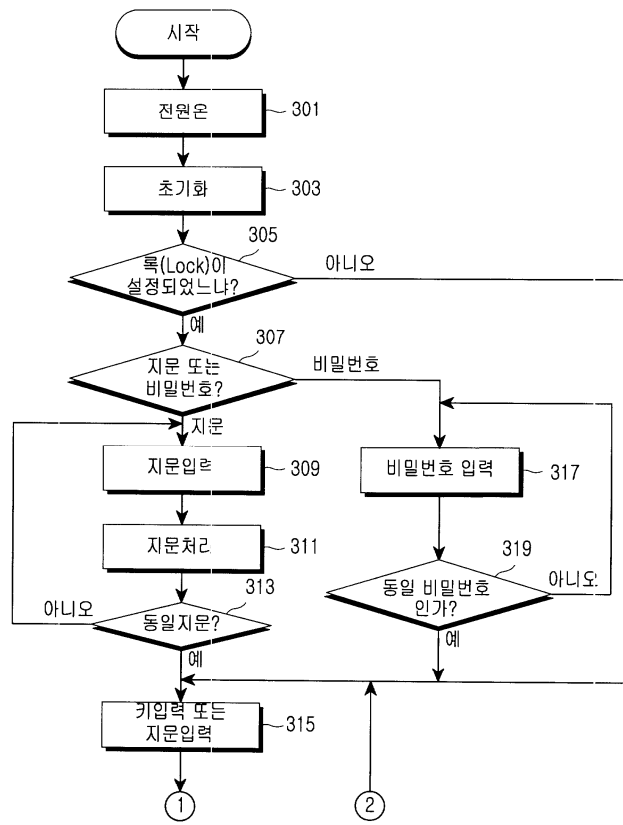 시작
전원온
301
초기화
303
305
록(Lock)이
설정되었느냐?
아니오
예
307
지문 또는
비밀번호?
비밀번호
지문
지문입력
309
비밀번호 입력
317
지문처리
311
319
313
동일 비밀번호
인가?
아니오
아니오
동일지문?
예
예
키입력 또는
지문입력
315
1
2